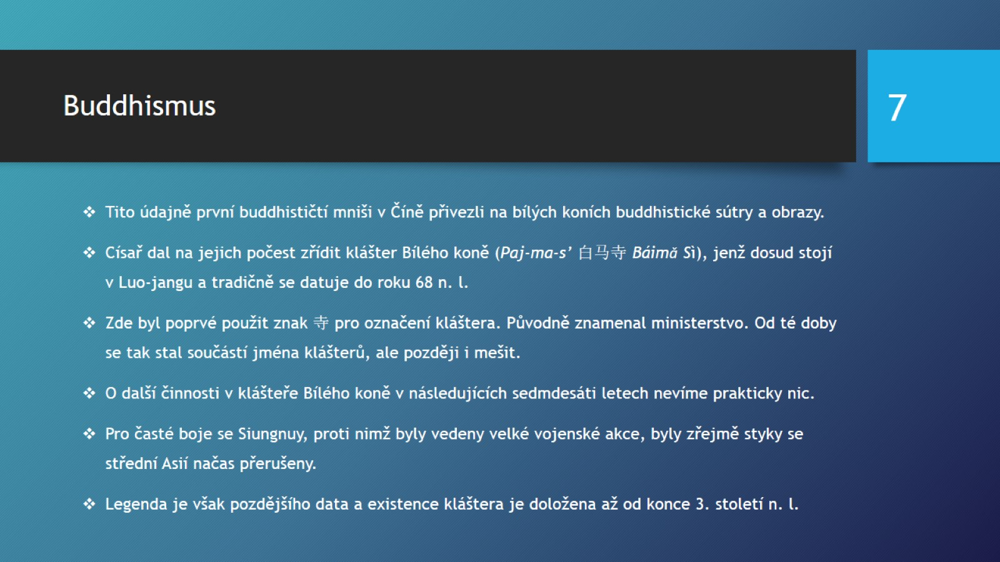 Buddhismus
7
❖ Tito údajně první buddhističtí mniši v Číně přivezli na bílých koních buddhistické sútry a obrazy.
❖ Císař dal na jejich počest zřídit klášter Bílého koně (Paj-ma-s’ 白马寺 Báimǎ Sì), jenž dosud stojí
v Luo-jangu a tradičně se datuje do roku 68 n. l.
❖ Zde byl poprvé použit znak 寺 pro označení kláštera. Původně znamenal ministerstvo. Od té doby
se tak stal součástí jména klášterů, ale později i mešit.
❖ O další činnosti v klášteře Bílého koně v následujících sedmdesáti letech nevíme prakticky nic.
❖ Pro časté boje se Siungnuy, proti nimž byly vedeny velké vojenské akce, byly zřejmě styky se
střední Asií načas přerušeny.
❖ Legenda je však pozdějšího data a existence kláštera je doložena až od konce 3. století n. l.